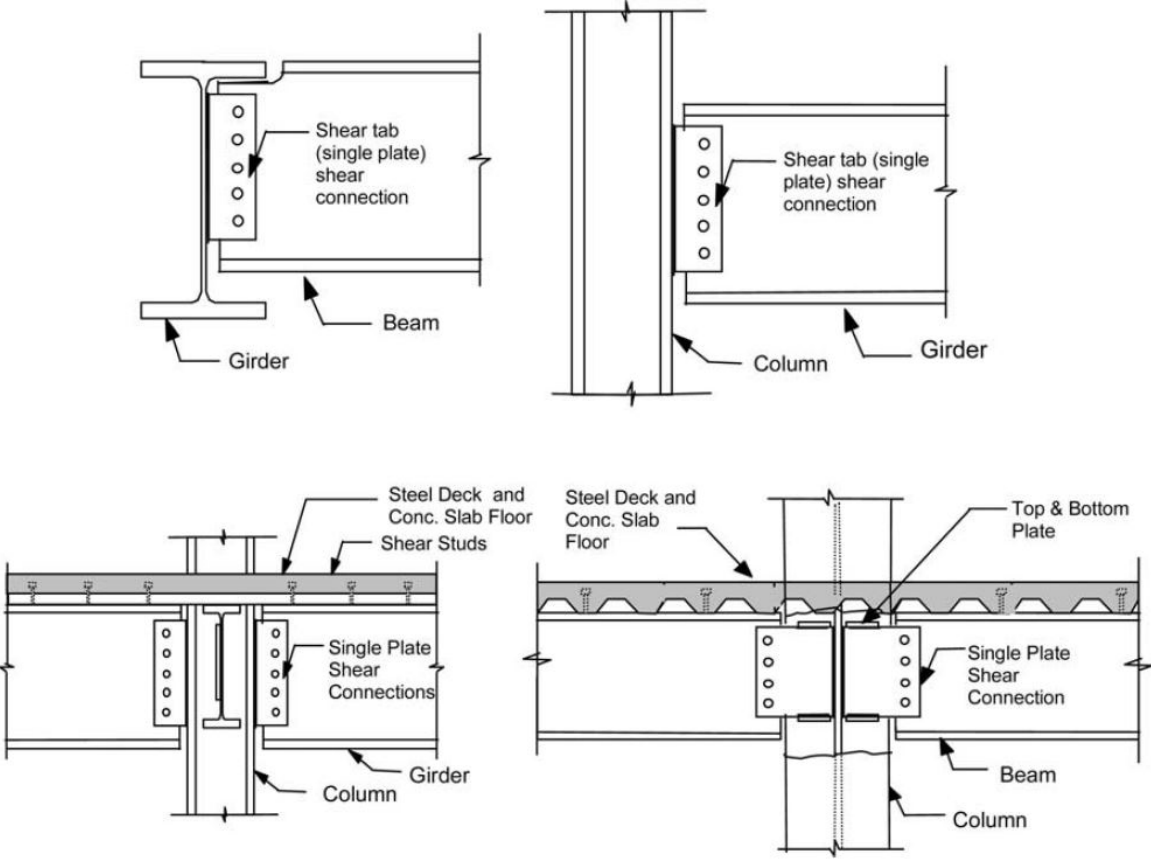 Shear tab
(single plate)
shear
connection
Beam
Girder
Shear tab (single
plate) shear
connection
Column
Girder
Steel Deck and
Conc. Slab Floor
Shear Studs
Single Plate
Shear
Connections
Girder
Column
Steel Deck and
Conc. Slab
Floor
Top & Bottom
Plate
Single Plate
Shear
Connection
Beam
Column